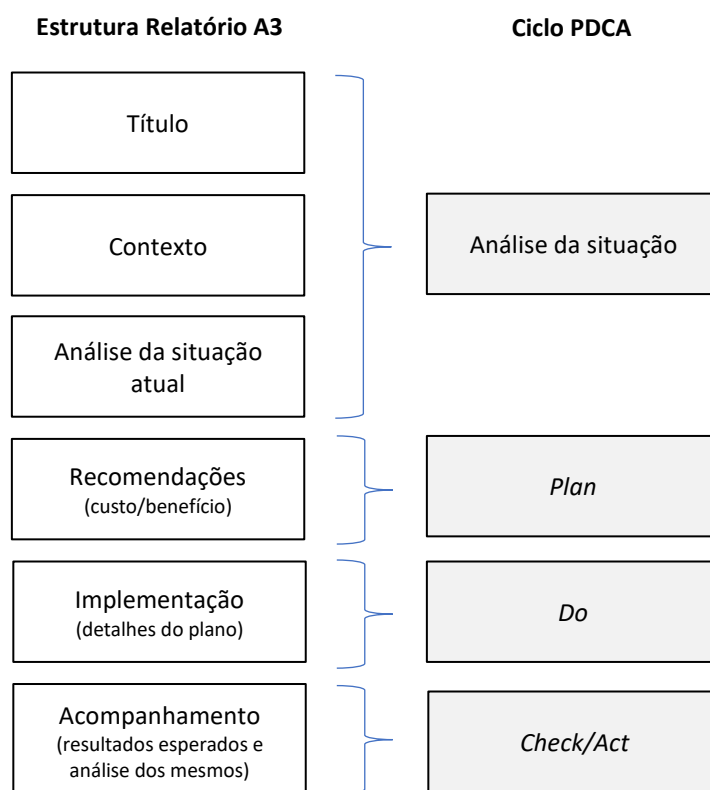 Estrutura Relatório A3
Ciclo PDCA
Título
Contexto
Análise da situação
Análise da situação
atual
Recomendações
(custo/benefício)
Plan
Implementação
(detalhes do plano)
Do
Acompanhamento
(resultados esperados e
análise dos mesmos)
Check/Act